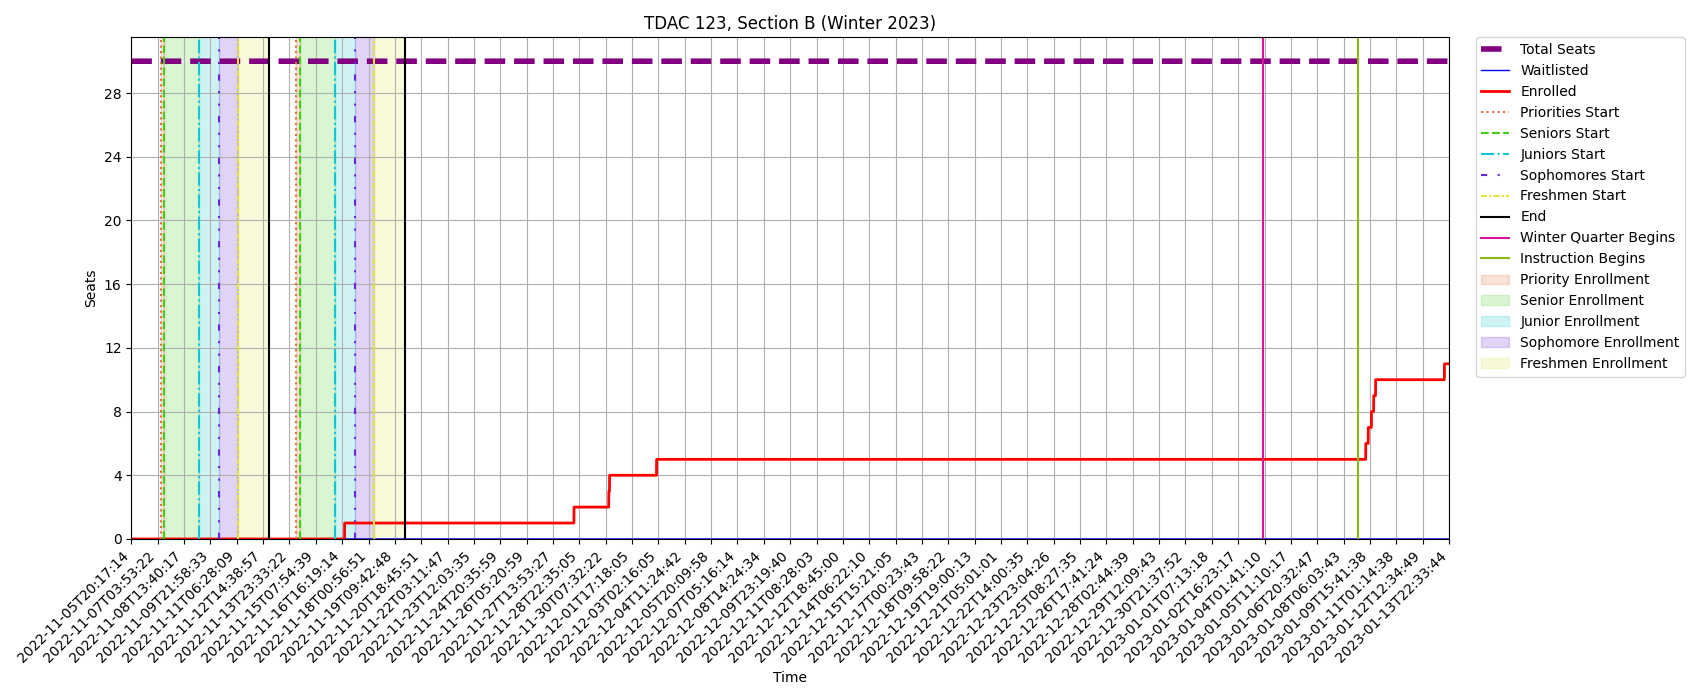 TDAC 123, Section B (Winter 2023)
Seats
28
24
20
16
12
8
4
0
2022-11-05T20:17:14
2022-11-07T03:53:22
2022-11-08T13:40:17
2022-11-09T21:58:33
2022-11-11T06:28:09
2022-11-12T14:38:57
2022-11-13T23:33:22
2022-11-15T07:54:39
2022-11-16T16:19:14
2022-11-18T00:56:51
2022-11-19T09:42:48
2022-11-20T18:45:51
2022-11-22T03:11:47
2022-11-23T12:03:35
2022-11-24T20:35:59
2022-11-26T05:20:59
2022-11-27T13:53:27
2022-11-28T22:35:05
2022-11-30T07:32:22
2022-12-01T17:18:05
2022-12-03T02:16:05
2022-12-04T11:24:42
2022-12-05T20:09:58
2022-12-07T05:16:14
2022-12-08T14:24:34
2022-12-09T23:19:40
2022-12-11T08:28:03
2022-12-12T18:45:00
2022-12-14T06:22:10
2022-12-15T15:21:05
2022-12-17T00:23:43
2022-12-18T09:58:22
2022-12-19T19:00:13
2022-12-21T05:01:01
2022-12-22T14:00:35
2022-12-23T23:04:26
2022-12-25T08:27:35
2022-12-26T17:41:24
2022-12-28T02:44:39
2022-12-29T12:09:43
2022-12-30T21:37:52
2023-01-01T07:13:18
2023-01-02T16:23:17
2023-01-04T01:41:10
2023-01-05T11:10:17
2023-01-06T20:32:47
2023-01-08T06:03:43
2023-01-09T15:41:38
2023-01-11T01:14:38
2023-01-12T12:34:49
2023-01-13T22:33:44
Time
Total Seats
Waitlisted
Enrolled
Priorities Start
Seniors Start
Juniors Start
Sophomores Start
Freshmen Start
End
Winter Quarter Begins
Instruction Begins
Priority Enrollment
Senior Enrollment
Junior Enrollment
Sophomore Enrollment
Freshmen Enrollment